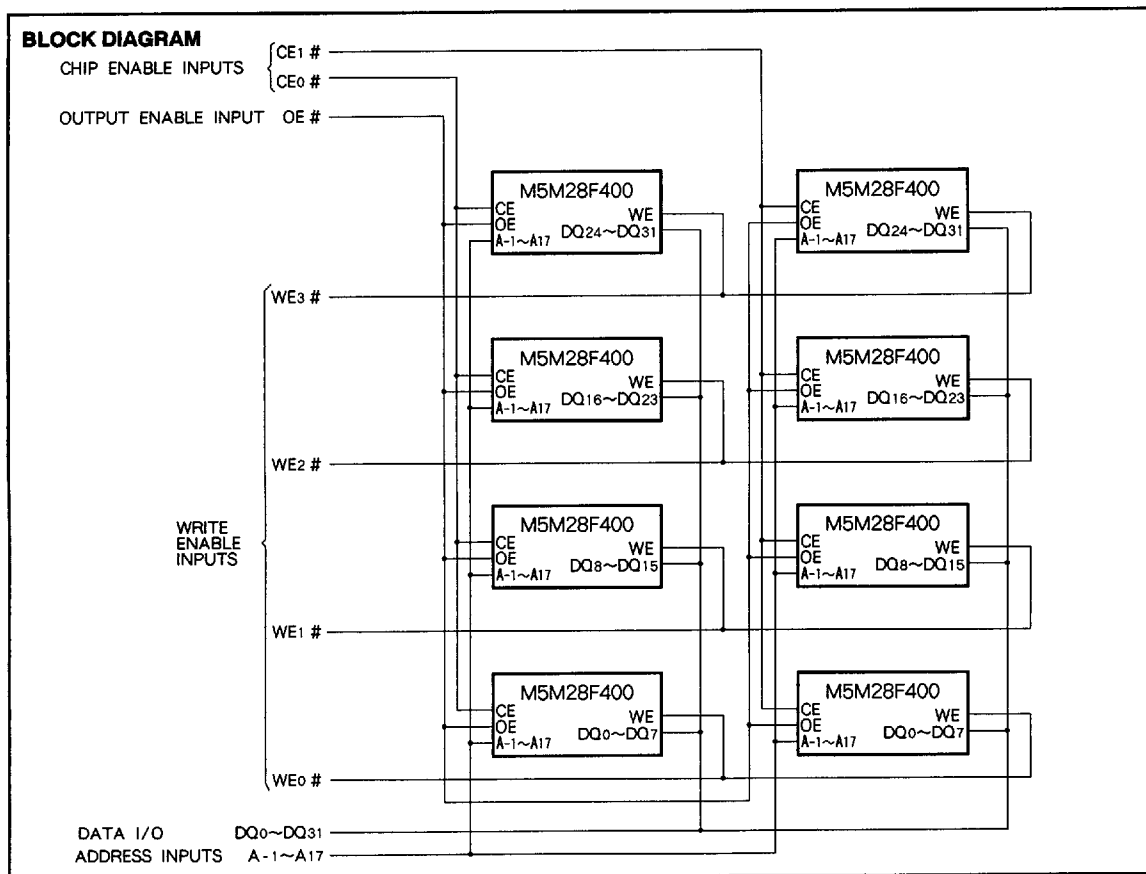 BLOCK DIAGRAM
CHIP ENABLE INPUTS
CE1 #
CE0 #
OUTPUT ENABLE INPUT OE #
M5M28F400
CE
OE
A-1~A17
WE
DQ24~DQ31
M5M28F400
CE
OE
A-1~A17
WE
DQ24~DQ31
WE3 #
M5M28F400
CE
OE
A-1~A17
WE
DQ16~DQ23
M5M28F400
CE
OE
A-1~A17
WE
DQ16~DQ23
WE2 #
WRITE
ENABLE
INPUTS
M5M28F400
CE
OE
A-1~A17
WE
DQ8~DQ15
M5M28F400
CE
OE
A-1~A17
WE
DQ8~DQ15
WE1 #
M5M28F400
CE
OE
A-1~A17
WE
DQ0~DQ7
M5M28F400
CE
OE
A-1~A17
WE
DQ0~DQ7
WE0 #
DATA I/O DQ0~DQ31
ADDRESS INPUTS A-1~A17